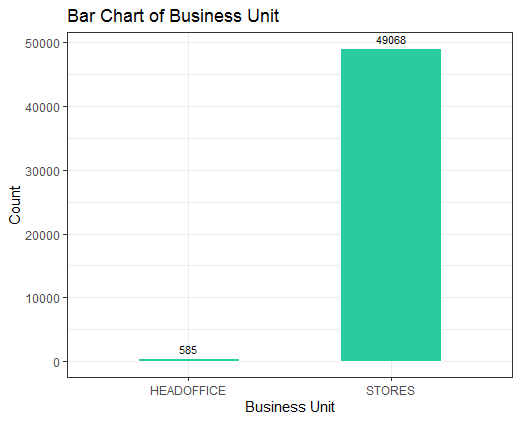 Bar Chart of Business Unit
49068
50000
40000
30000
20000
10000
0
585
Count
HEADOFFICE
STORES
Business Unit